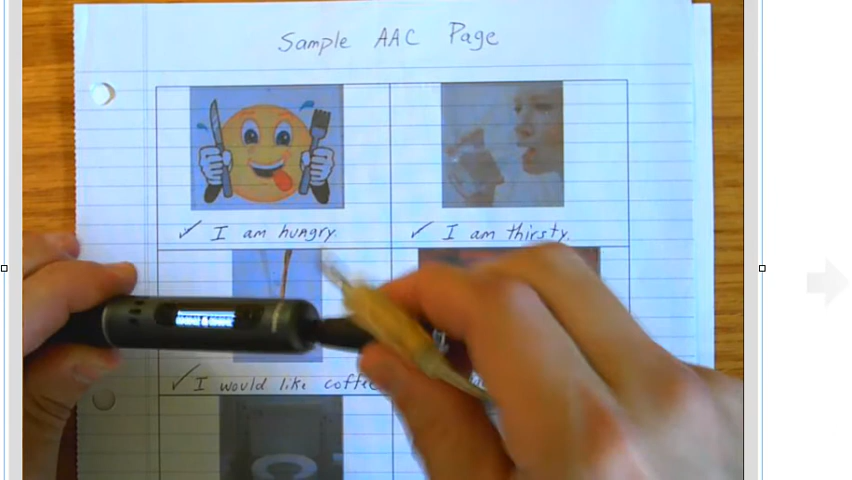 Sample AAC Page
✓ I am hungry.
✓ I am thirsty.
✓ I would like coffee